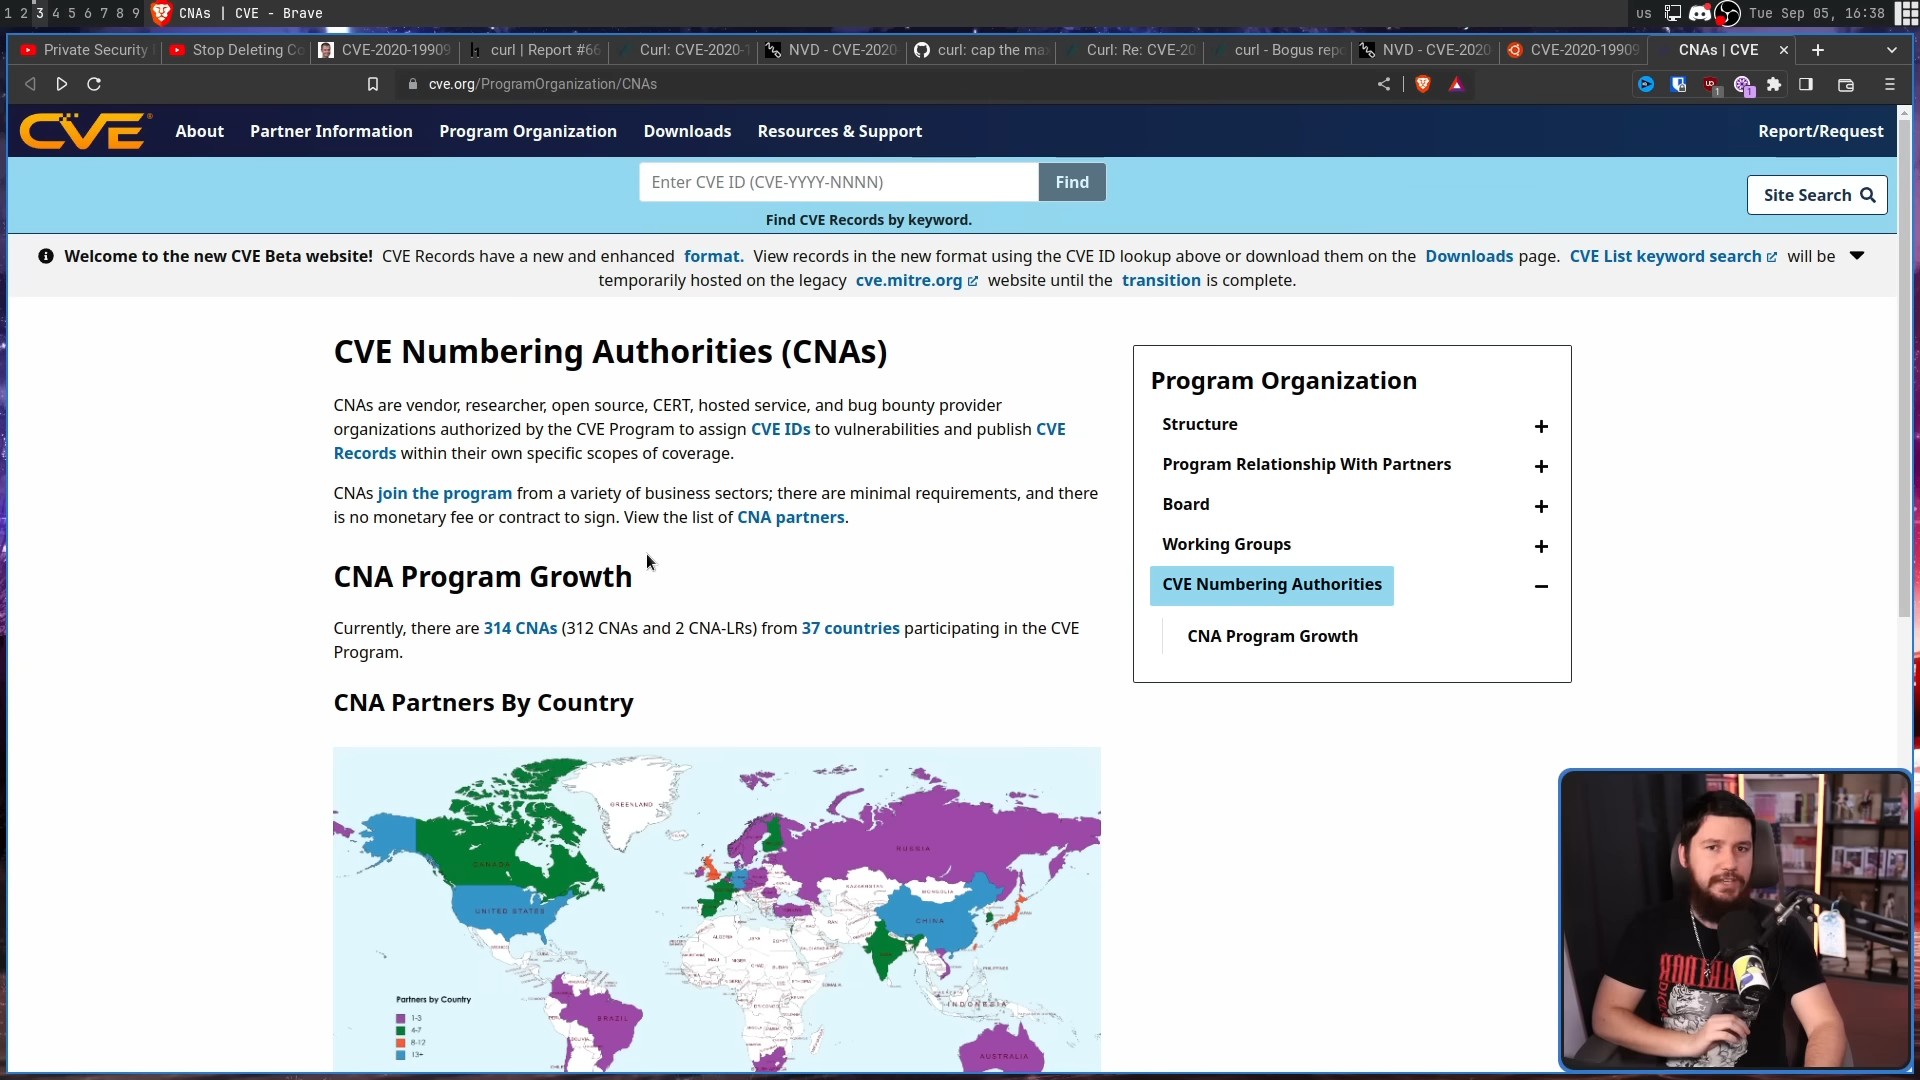 1 2 3 4 5 6 7 8 9 CNAs | CVE - Brave us Tue Sep 05, 16:38
Private Security Stop Deleting Co CVE-2020-19909 curl | Report #66 Curl: CVE-2020-1 NVD - CVE-2020 curl: cap the ma Curl: Re: CVE-20 curl - Bogus repo NVD - CVE-2020 CVE-2020-19909 CNAs | CVE
cve.org/ProgramOrganization/CNAs
CVE About Partner Information Program Organization Downloads Resources & Support Report/Request
Enter CVE ID (CVE-YYYY-NNNN) Find
Site Search
Find CVE Records by keyword.
Welcome to the new CVE Beta website! CVE Records have a new and enhanced format. View records in the new format using the CVE ID lookup above or download them on the Downloads page. CVE List keyword search will be
temporarily hosted on the legacy cve.mitre.org website until the transition is complete.
CVE Numbering Authorities (CNAs)
CNAs are vendor, researcher, open source, CERT, hosted service, and bug bounty provider
organizations authorized by the CVE Program to assign CVE IDs to vulnerabilities and publish CVE
Records within their own specific scopes of coverage.
CNAs join the program from a variety of business sectors; there are minimal requirements, and there
is no monetary fee or contract to sign. View the list of CNA partners.
CNA Program Growth
Currently, there are 314 CNAs (312 CNAs and 2 CNA-LRs) from 37 countries participating in the CVE
Program.
CNA Partners By Country
Program Organization
Structure
Program Relationship With Partners
Board
Working Groups
CVE Numbering Authorities
CNA Program Growth
GREENLAND
CANADA
RUSSIA
UNITED STATES
KAZAKHSTAN
MONGOLIA
CHINA
INDONESIA
BRAZIL
AUSTRALIA
Partners by Country
1-3
4-7
8-12
13+